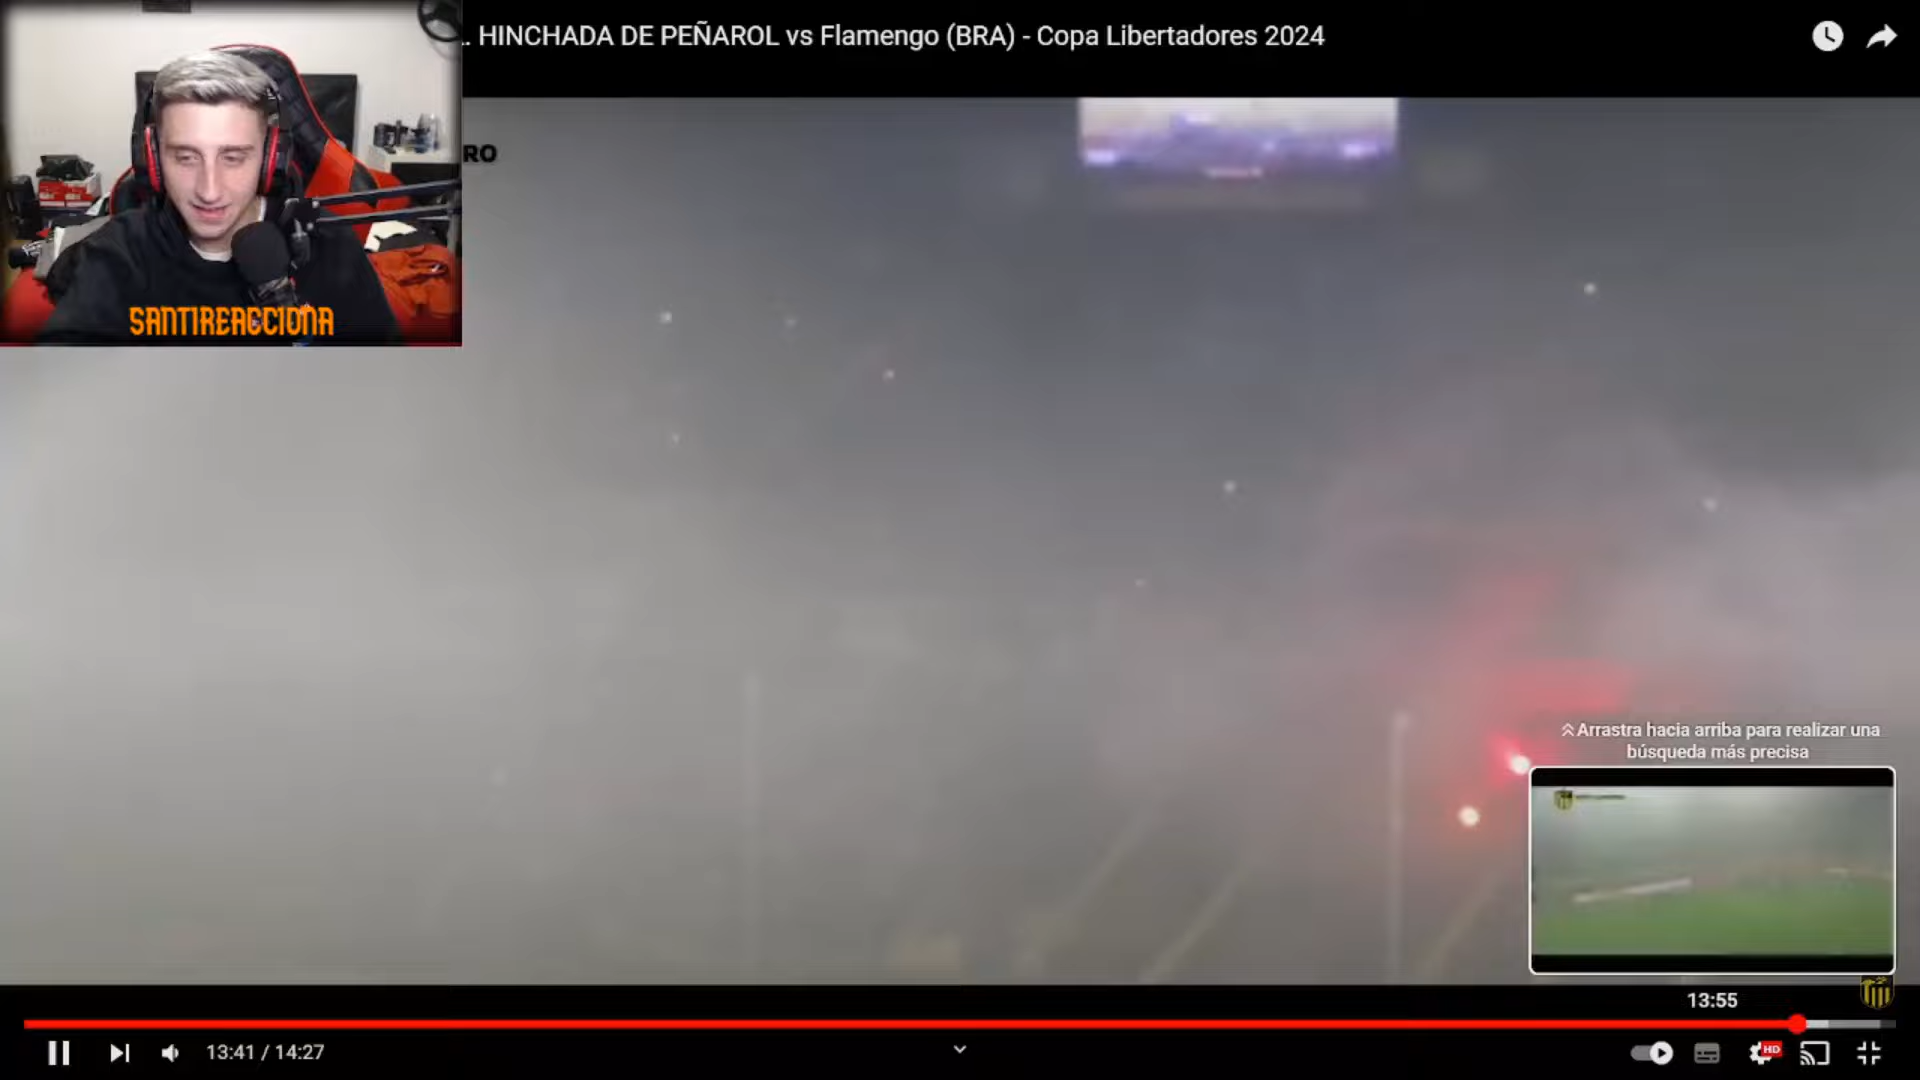 HINCHADA DE PEÑAROL vs Flamengo (BRA) - Copa Libertadores 2024
RO
SANTIREACCIONA
Arrastra hacia arriba para realizar una
búsqueda más precisa
13:55
13:41 / 14:27
HD